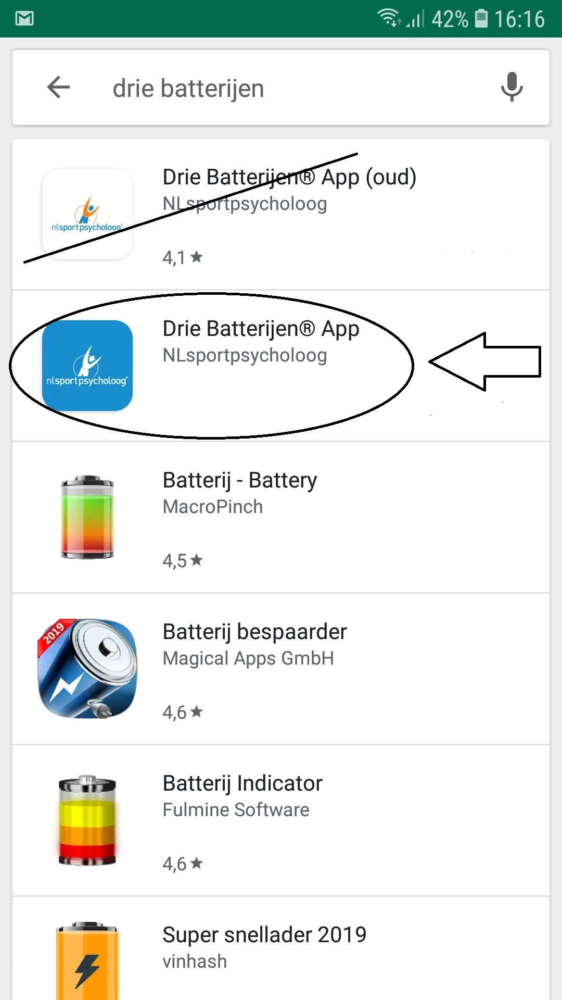 42% 16:16
drie batterijen
Drie Batterijen® App (oud)
NLsportpsycholoog
nlsportpsycholoog®
4,1 ★
Drie Batterijen® App
NLsportpsycholoog
nlsportpsycholoog®
Batterij - Battery
MacroPinch
4,5 ★
2019
Batterij bespaarder
Magical Apps GmbH
4,6 ★
Batterij Indicator
Fulmine Software
4,6 ★
Super snellader 2019
vinhash